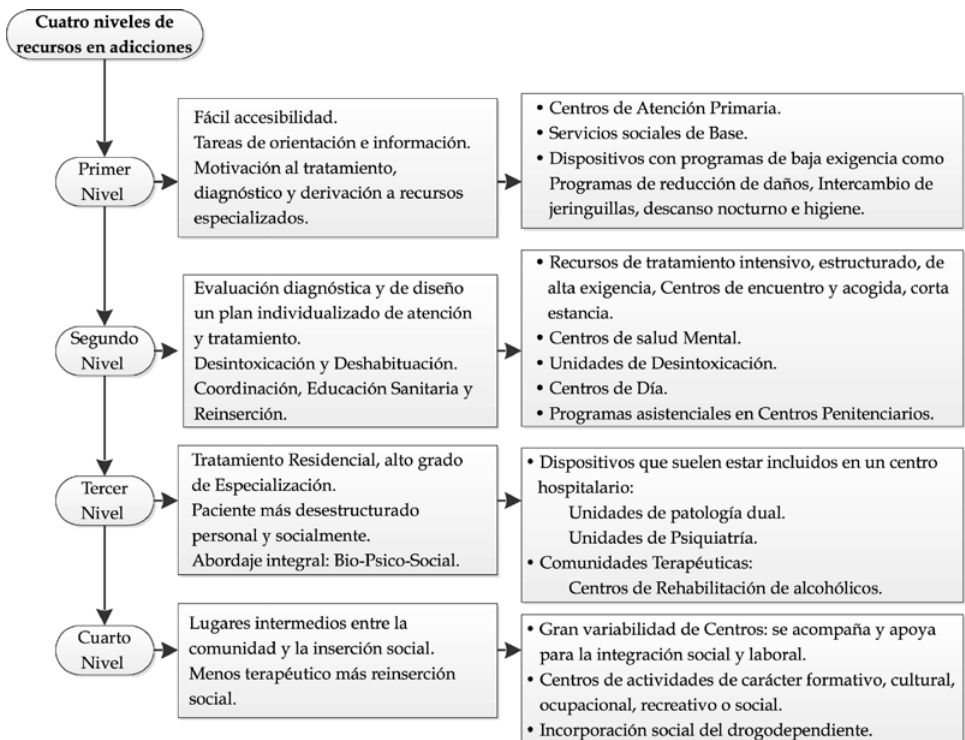 Cuatro niveles de
recursos en adicciones
Primer
Nivel
Fácil accesibilidad.
Tareas de orientación e información.
Motivación al tratamiento,
diagnóstico y derivación a recursos
especializados.
• Centros de Atención Primaria.
• Servicios sociales de Base.
• Dispositivos con programas de baja exigencia como
Programas de reducción de daños, Intercambio de
jeringuillas, descanso nocturno e higiene.
Segundo
Nivel
Evaluación diagnóstica y de diseño
un plan individualizado de atención
y tratamiento.
Desintoxicación y Deshabituación.
Coordinación, Educación Sanitaria y
Reinserción.
• Recursos de tratamiento intensivo, estructurado, de
alta exigencia, Centros de encuentro y acogida, corta
estancia.
• Centros de salud Mental.
• Unidades de Desintoxicación.
• Centros de Día.
• Programas asistenciales en Centros Penitenciarios.
Tercer
Nivel
Tratamiento Residencial, alto grado
de Especialización.
Paciente más desestructurado
personal y socialmente.
Abordaje integral: Bio-Psico-Social.
• Dispositivos que suelen estar incluidos en un centro
hospitalario:
Unidades de patología dual.
Unidades de Psiquiatría.
• Comunidades Terapéuticas:
Centros de Rehabilitación de alcohólicos.
Cuarto
Nivel
Lugares intermedios entre la
comunidad y la inserción social.
Menos terapéutico más reinserción
social.
• Gran variabilidad de Centros: se acompaña y apoya
para la integración social y laboral.
• Centros de actividades de carácter formativo, cultural,
ocupacional, recreativo o social.
• Incorporación social del drogodependiente.